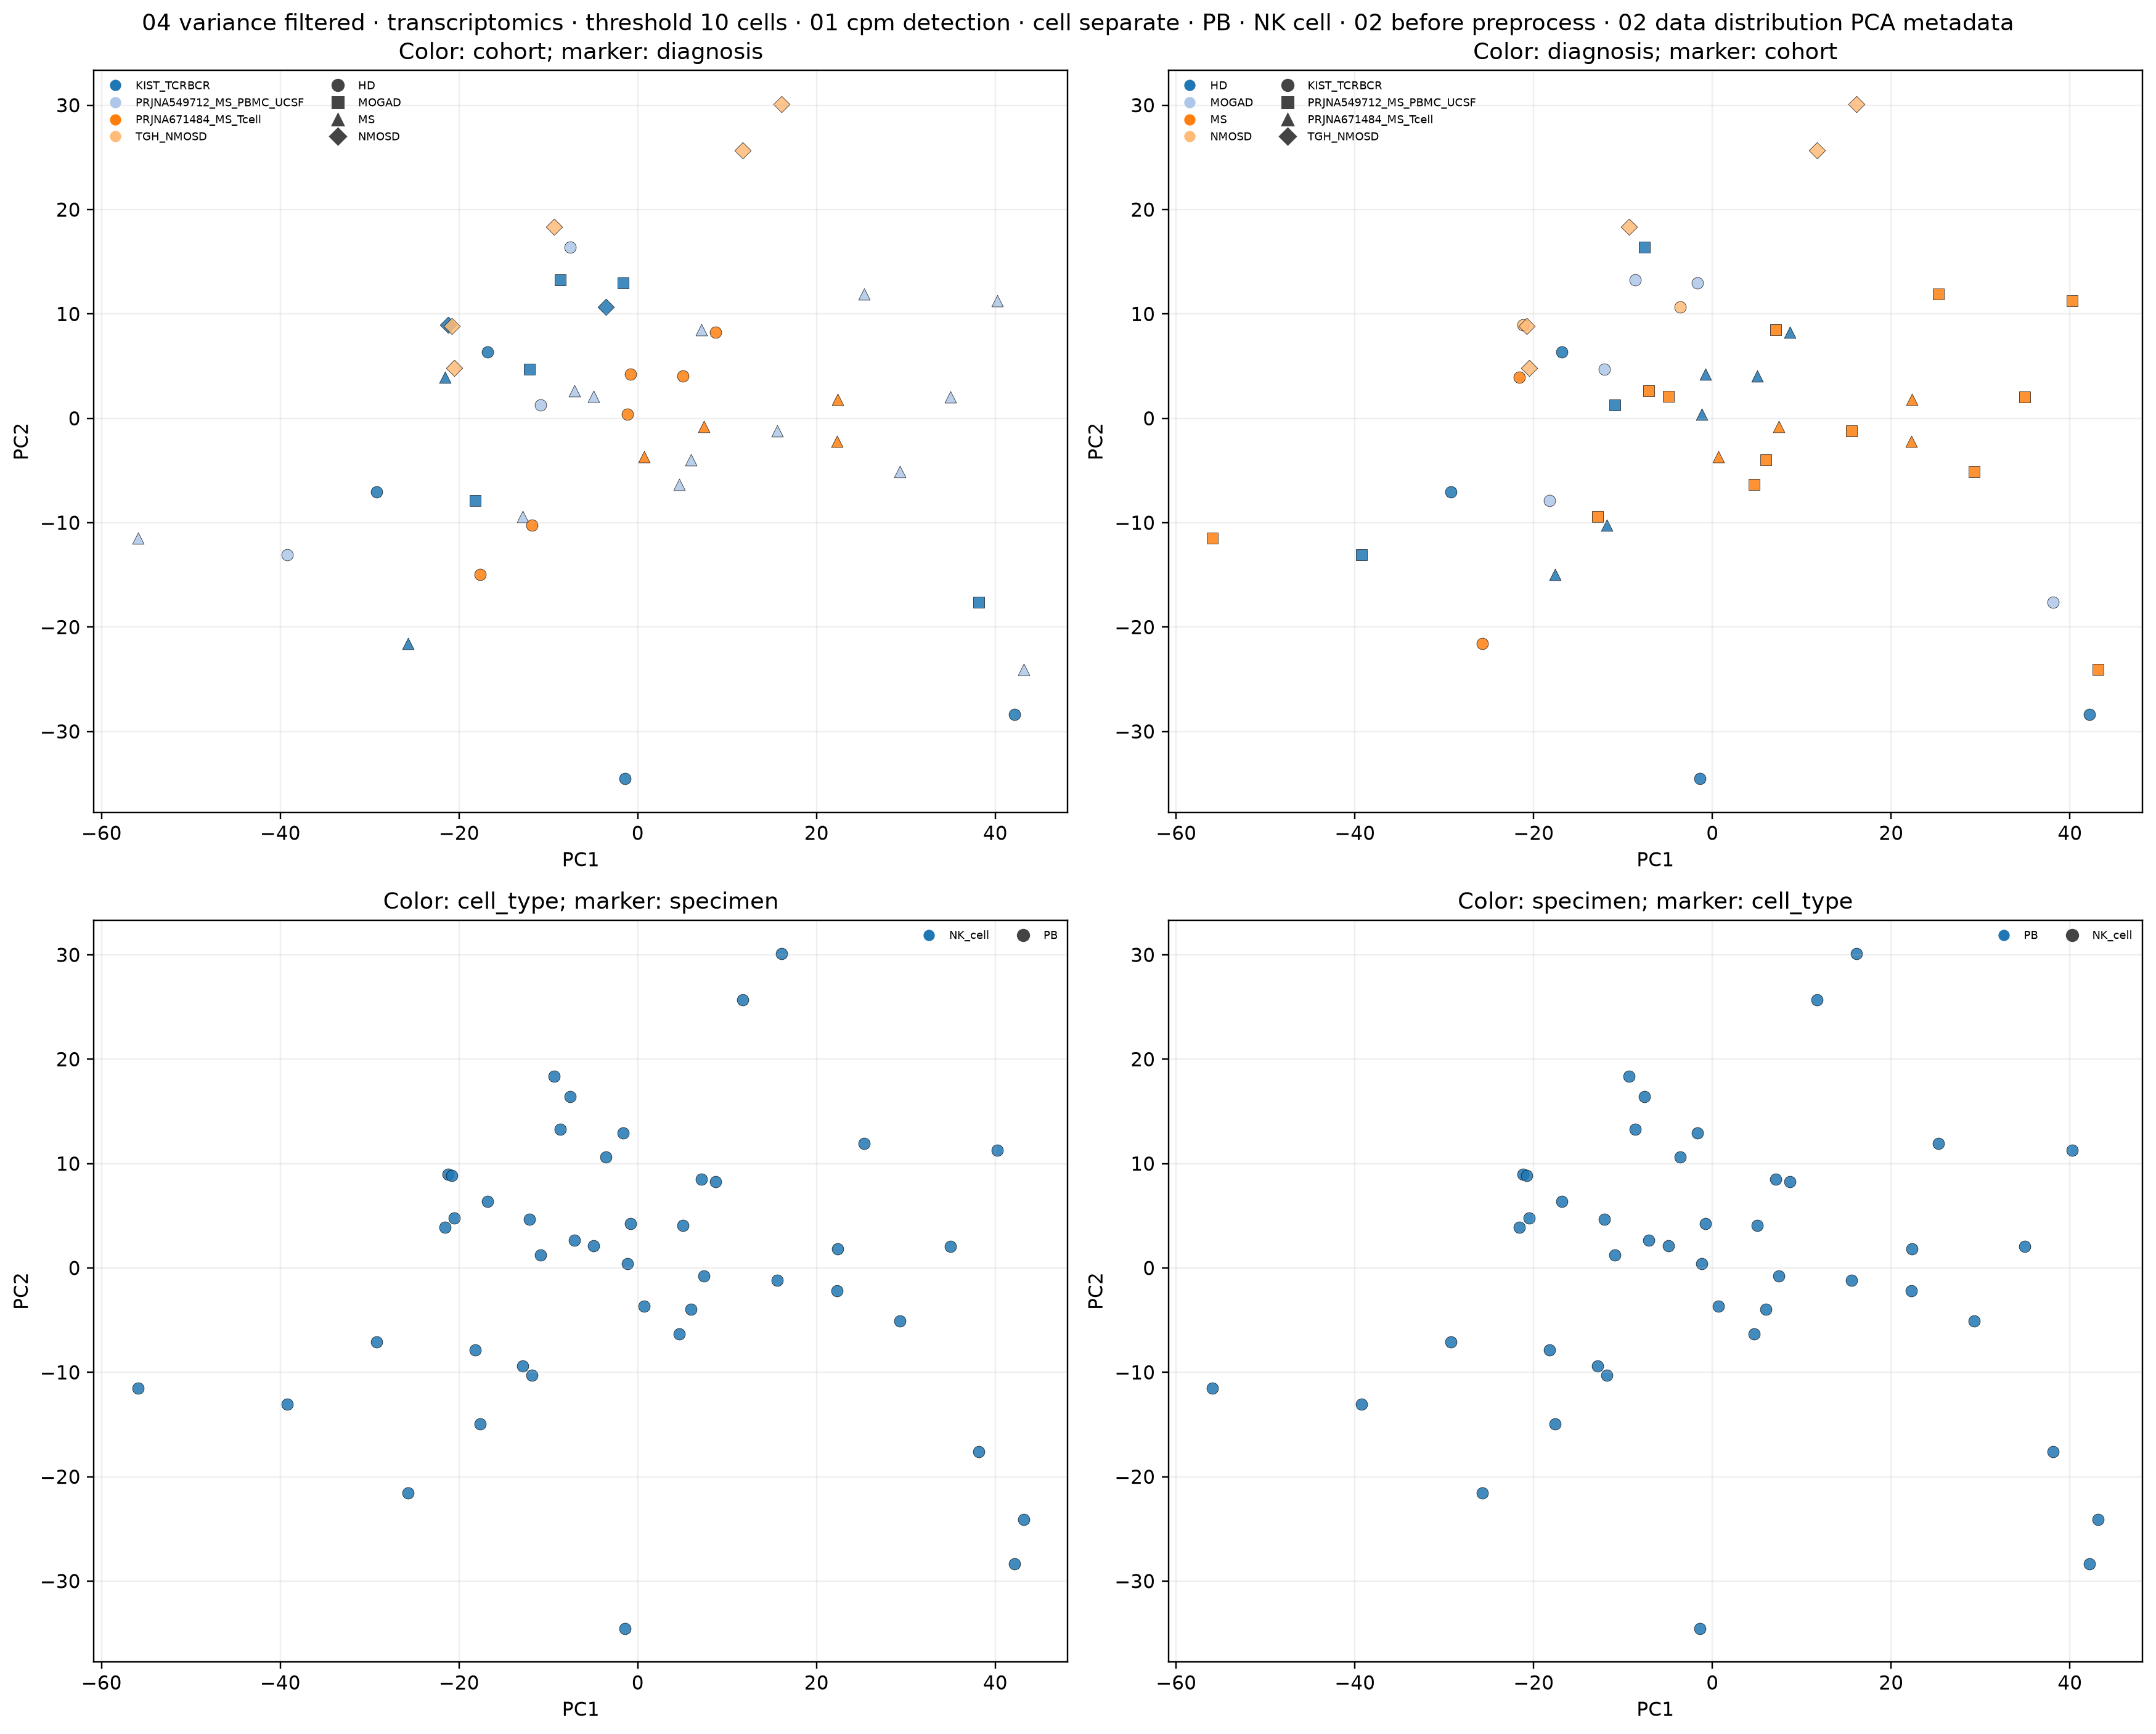 04 variance filtered · transcriptomics · threshold 10 cells · 01 cpm detection · cell separate · PB · NK cell · 02 before preprocess · 02 data distribution PCA metadata
Color: cohort; marker: diagnosis
KIST_TCRBCR
PRJNA549712_MS_PBMC_UCSF
PRJNA671484_MS_Tcell
TGH_NMOSD
HD
MOGAD
MS
NMOSD
30
20
10
0
−10
−20
−30
PC2
−60
−40
−20
0
20
40
PC1
Color: diagnosis; marker: cohort
HD
MOGAD
MS
NMOSD
KIST_TCRBCR
PRJNA549712_MS_PBMC_UCSF
PRJNA671484_MS_Tcell
TGH_NMOSD
30
20
10
0
−10
−20
−30
PC2
−60
−40
−20
0
20
40
PC1
Color: cell_type; marker: specimen
NK_cell
PB
30
20
10
0
−10
−20
−30
PC2
−60
−40
−20
0
20
40
PC1
Color: specimen; marker: cell_type
PB
NK_cell
30
20
10
0
−10
−20
−30
PC2
−60
−40
−20
0
20
40
PC1